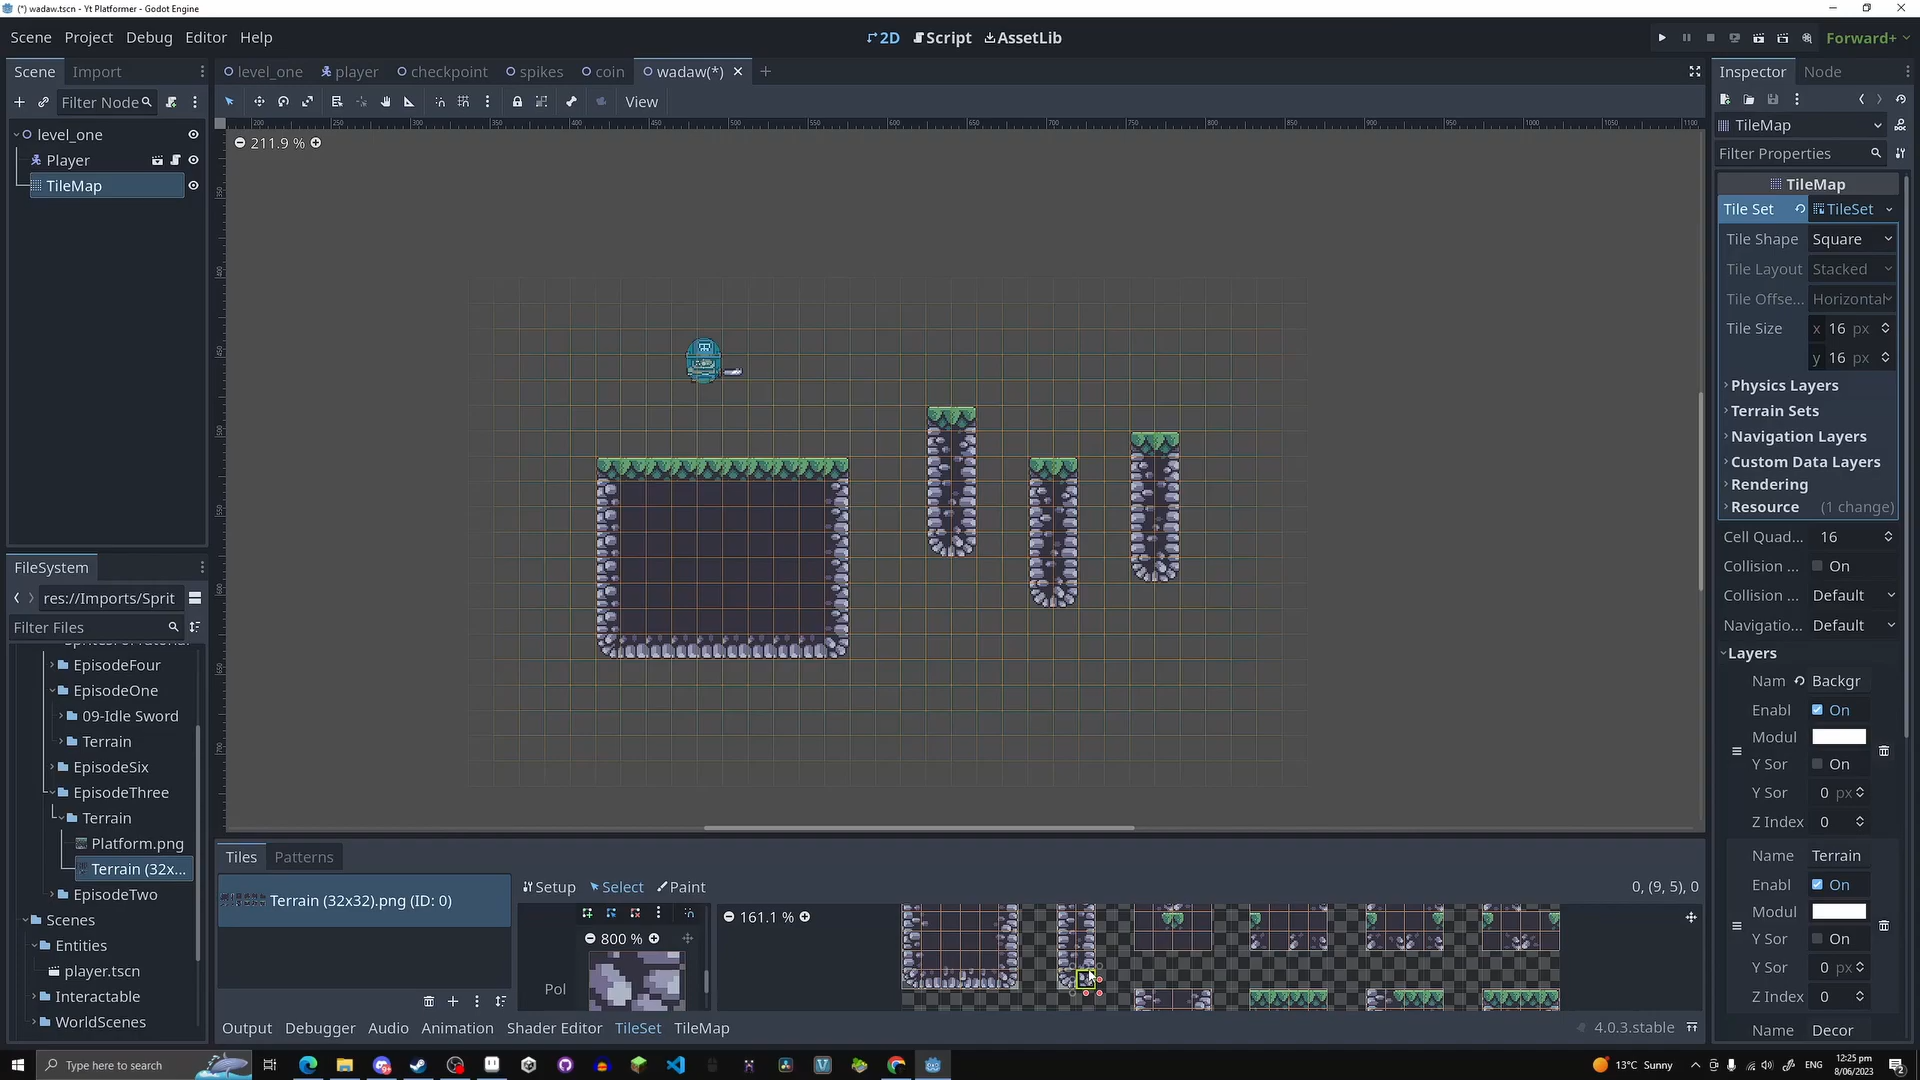 (*) wadaw.tscn - Yt Platformer - Godot Engine
Scene Project Debug Editor Help
2D Script AssetLib
Forward+
Scene Import
level_one player checkpoint spikes coin wadaw(*)
Inspector Node
Filter Node
View
level_one
Player
TileMap
211.9 %
TileMap
Filter Properties
TileMap
Tile Set TileSet
Tile Shape Square
Tile Layout Stacked
Tile Offse... Horizontal
Tile Size x 16 px
y 16 px
Physics Layers
Terrain Sets
Navigation Layers
Custom Data Layers
Rendering
Resource (1 change)
Cell Quad... 16
Collision ... On
Collision ... Default
Navigatio... Default
Layers
Nam Backgr
Enabl On
Modul
Y Sor On
Y Sor 0 px
Z Index 0
Name Terrain
Enabl On
Modul
Y Sor On
Y Sor 0 px
Z Index 0
Name Decor
FileSystem
res://Imports/Sprit
Filter Files
EpisodeFour
EpisodeOne
09-Idle Sword
Terrain
EpisodeSix
EpisodeThree
Terrain
Platform.png
Terrain (32x...
EpisodeTwo
Scenes
Entities
player.tscn
Interactable
WorldScenes
Tiles Patterns
Terrain (32x32).png (ID: 0)
Setup Select Paint
0, (9, 5), 0
800 %
Pol
161.1 %
Output Debugger Audio Animation Shader Editor TileSet TileMap
4.0.3.stable
Type here to search
13°C Sunny
ENG
12:25 pm
8/06/2023